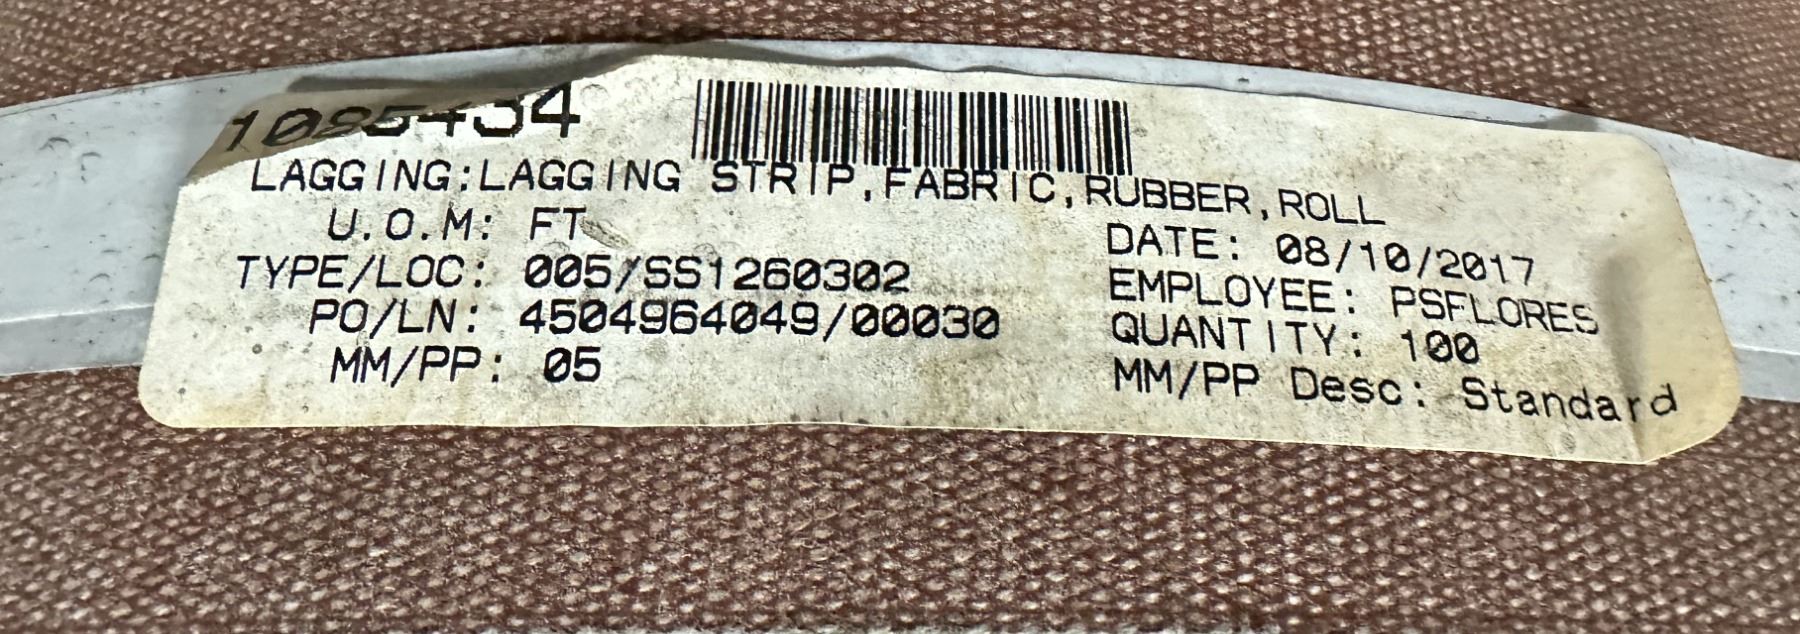 1085434
LAGGING;LAGGING STRIP,FABRIC,RUBBER,ROLL
U.O.M: FT
DATE: 08/10/2017
TYPE/LOC: 005/SS1260302
EMPLOYEE: PSFLORES
PO/LN: 4504964049/00030
QUANTITY: 100
MM/PP: 05
MM/PP Desc: Standard